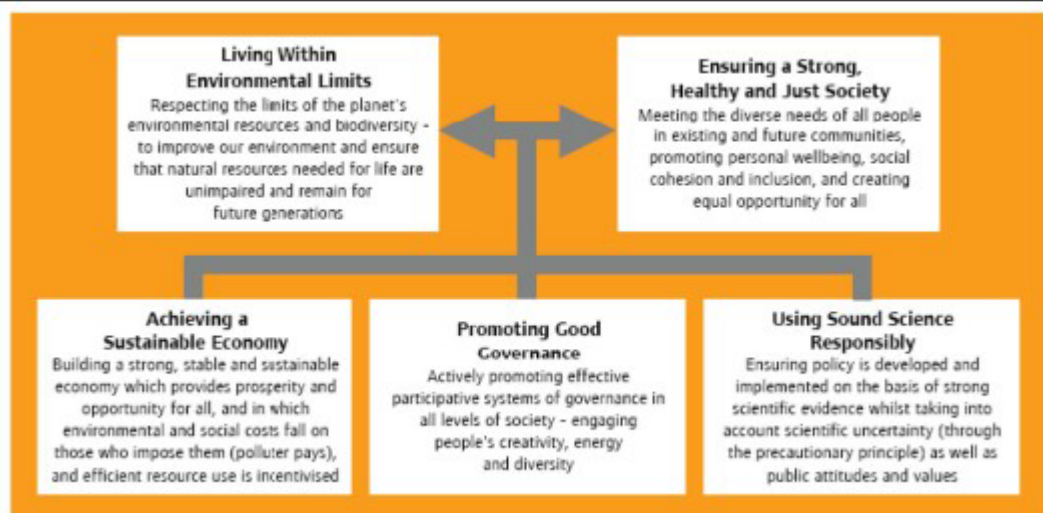 Living Within
Environmental Limits
Respecting the limits of the planet's
environmental resources and biodiversity -
to improve our environment and ensure
that natural resources needed for life are
unimpaired and remain for
future generations
Ensuring a Strong,
Healthy and Just Society
Meeting the diverse needs of all people
in existing and future communities,
promoting personal wellbeing, social
cohesion and inclusion, and creating
equal opportunity for all
Achieving a
Sustainable Economy
Building a strong, stable and sustainable
economy which provides prosperity and
opportunity for all, and in which
environmental and social costs fall on
those who impose them (polluter pays),
and efficient resource use is incentivised
Promoting Good
Governance
Actively promoting effective
participative systems of governance in
all levels of society - engaging
people's creativity, energy
and diversity
Using Sound Science
Responsibly
Ensuring policy is developed and
implemented on the basis of strong
scientific evidence whilst taking into
account scientific uncertainty (through
the precautionary principle) as well as
public attitudes and values